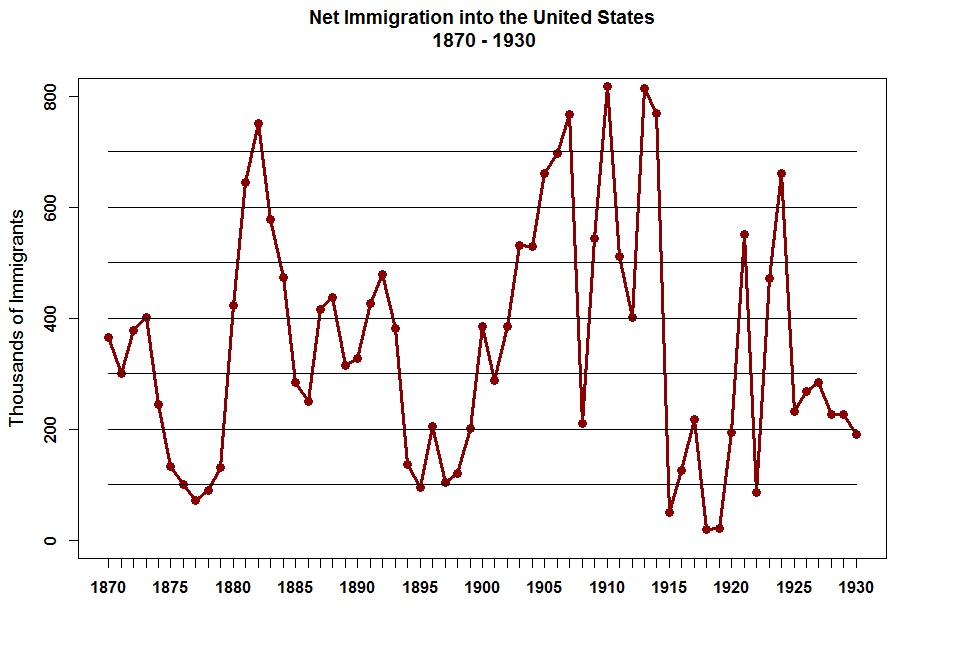 Net Immigration into the United States
1870 - 1930
Thousands of Immigrants
800
600
400
200
0
1870 1875 1880 1885 1890 1895 1900 1905 1910 1915 1920 1925 1930